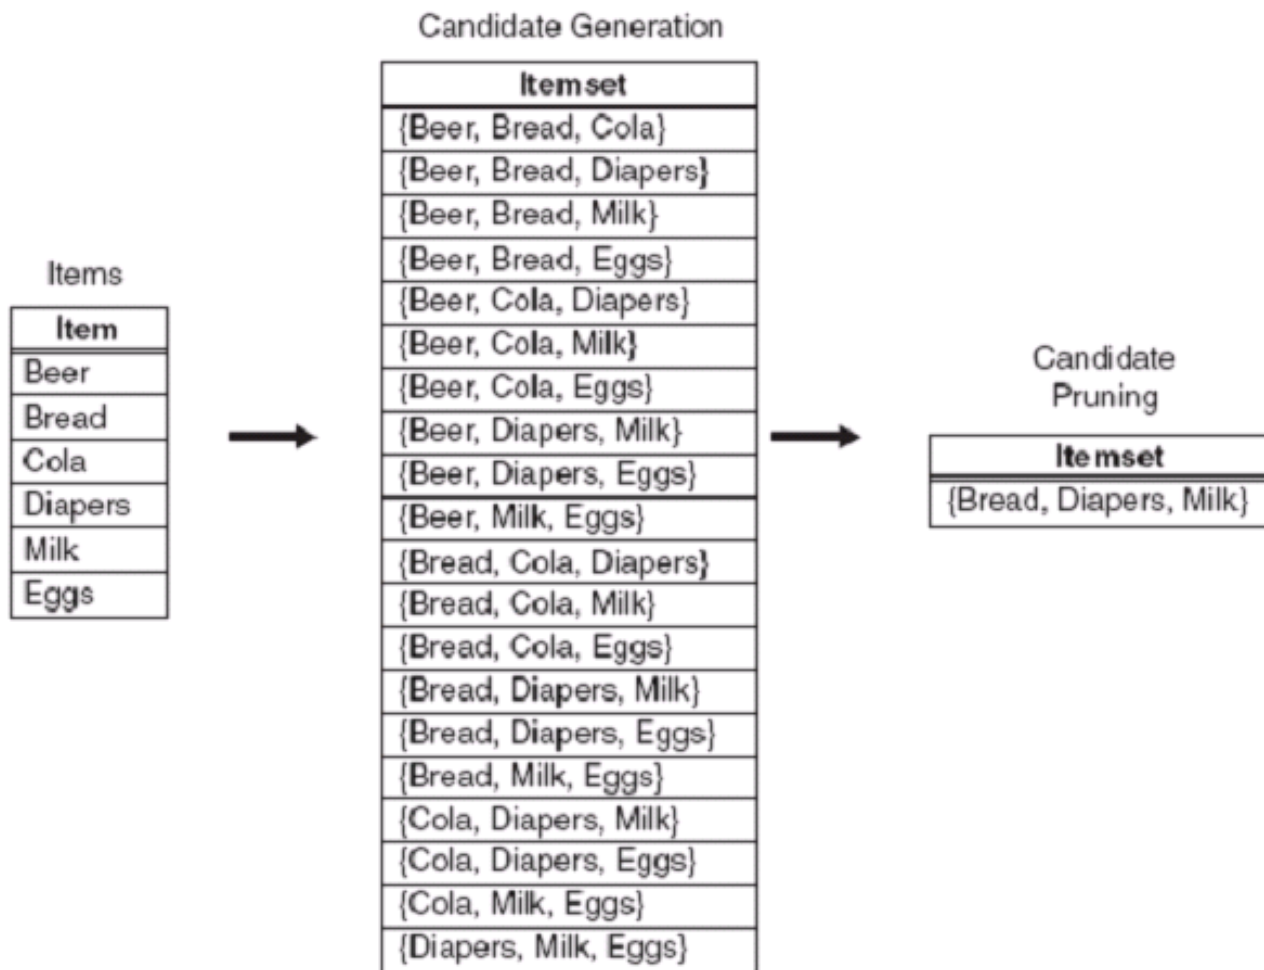 Candidate Generation
Itemset
{Beer, Bread, Cola}
{Beer, Bread, Diapers}
{Beer, Bread, Milk}
{Beer, Bread, Eggs}
{Beer, Cola, Diapers}
{Beer, Cola, Milk}
{Beer, Cola, Eggs}
{Beer, Diapers, Milk}
{Beer, Diapers, Eggs}
{Beer, Milk, Eggs}
{Bread, Cola, Diapers}
{Bread, Cola, Milk}
{Bread, Cola, Eggs}
{Bread, Diapers, Milk}
{Bread, Diapers, Eggs}
{Bread, Milk, Eggs}
{Cola, Diapers, Milk}
{Cola, Diapers, Eggs}
{Cola, Milk, Eggs}
{Diapers, Milk, Eggs}
Items
Item
Beer
Bread
Cola
Diapers
Milk
Eggs
Candidate
Pruning
Itemset
{Bread, Diapers, Milk}